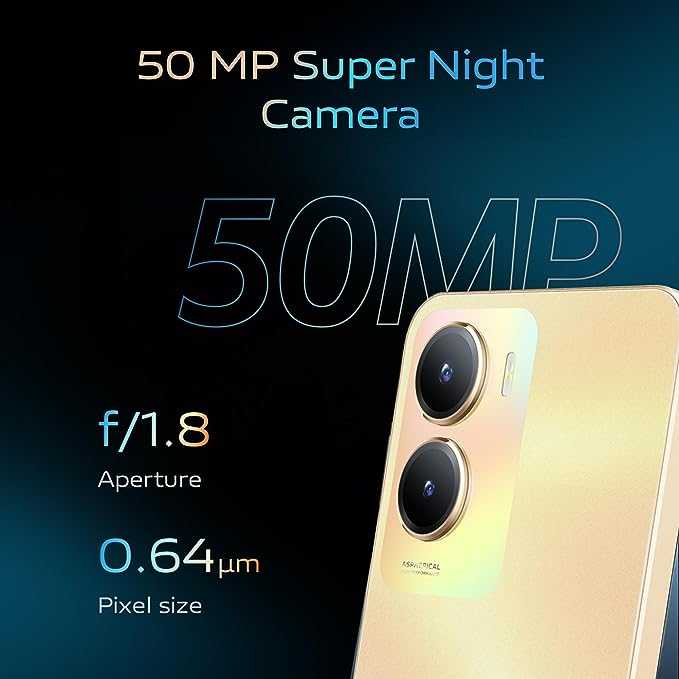 50 MP Super Night
Camera
50MP
f/1.8
Aperture
0.64μm
Pixel size
ASPHERICAL